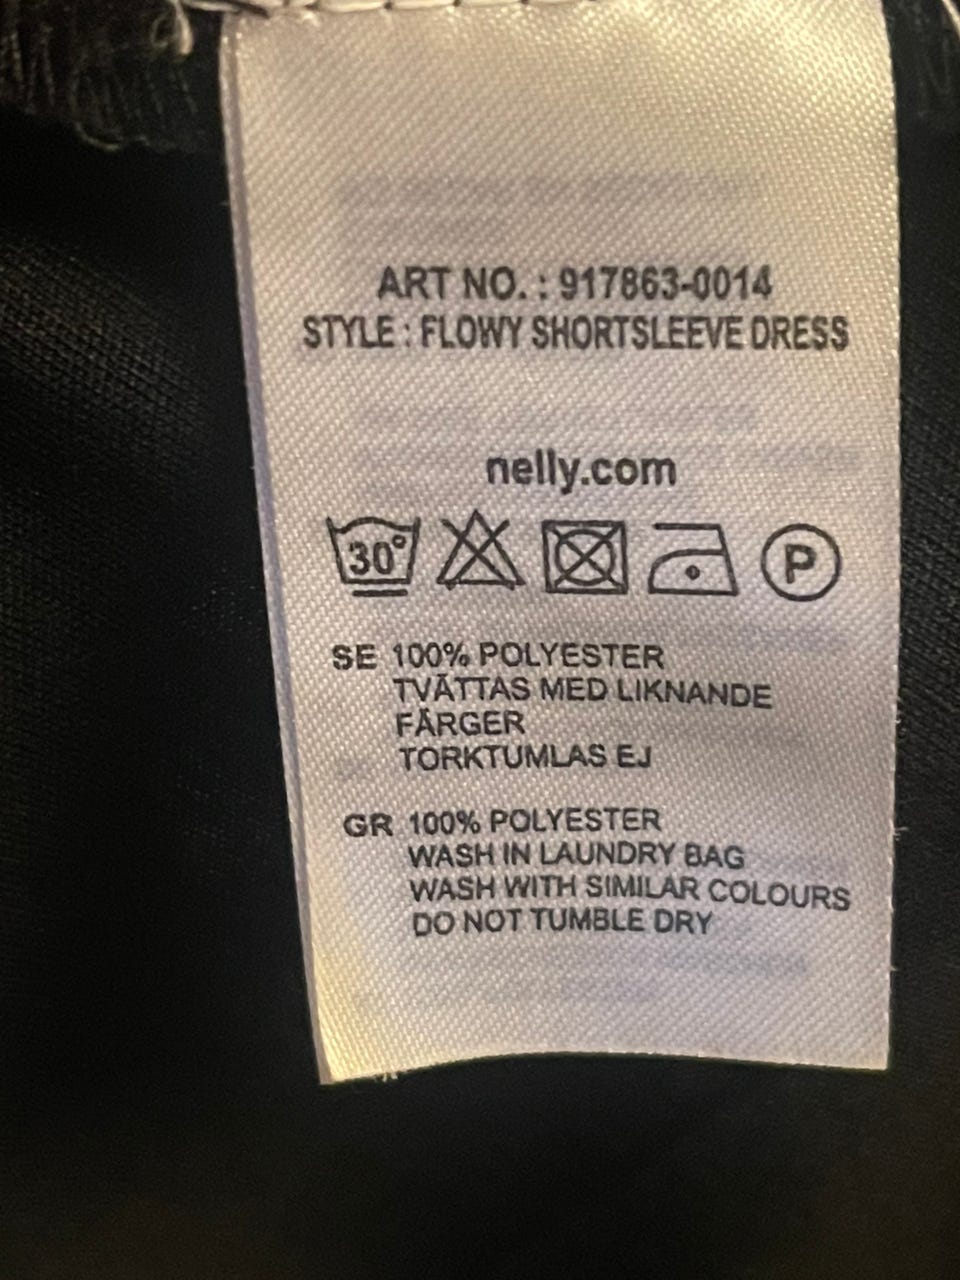 ART NO. : 917863-0014
STYLE : FLOWY SHORTSLEEVE DRESS
nelly.com
30°
P
SE 100% POLYESTER
TVÄTTAS MED LIKNANDE
FÄRGER
TORKTUMLAS EJ
GR 100% POLYESTER
WASH IN LAUNDRY BAG
WASH WITH SIMILAR COLOURS
DO NOT TUMBLE DRY